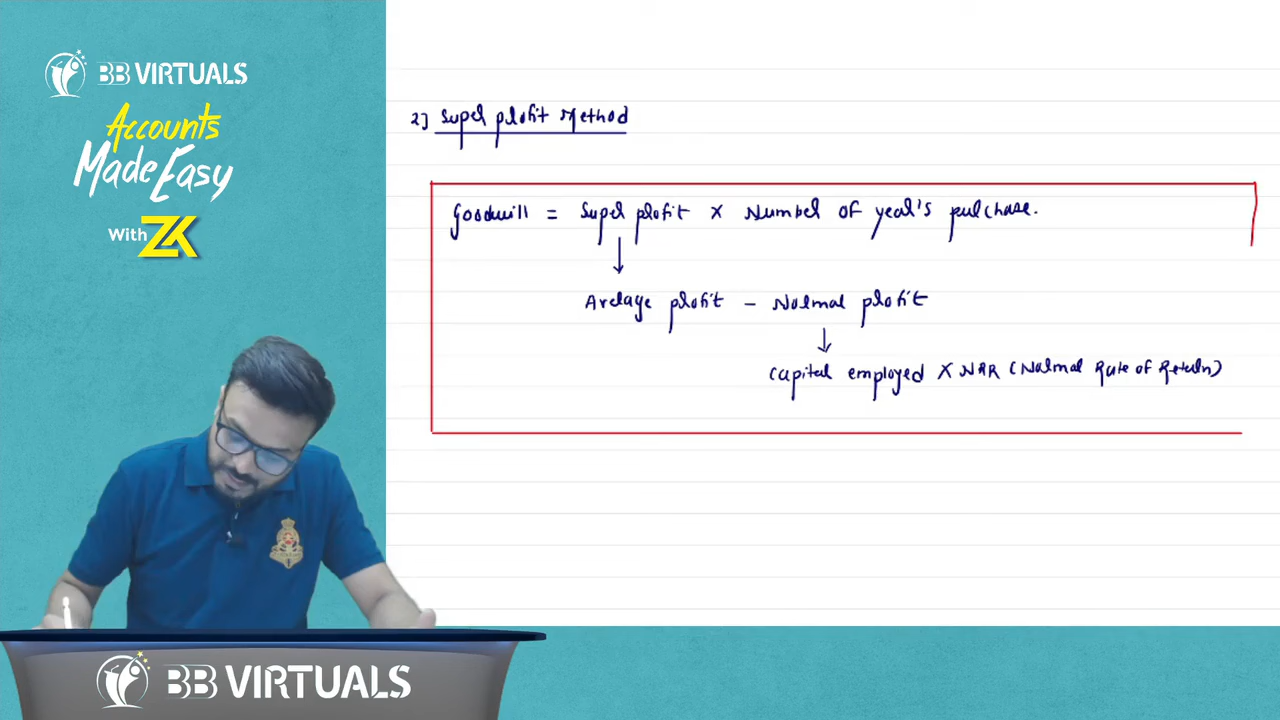 BB VIRTUALS
Accounts
Made Easy
With ZK
2] Super profit Method
Goodwill = Super profit × Number of year's purchase.
↓
Average profit - Normal profit
↓
Capital employed × NRR (Normal Rate of Return)
BB VIRTUALS